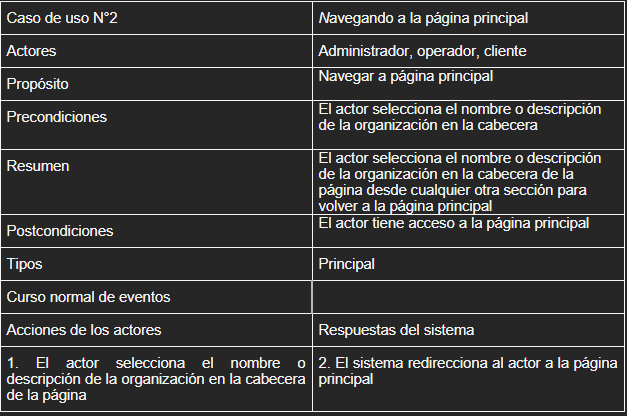 Caso de uso N°2
Navegando a la página principal
Actores
Administrador, operador, cliente
Propósito
Navegar a página principal
Precondiciones
El actor selecciona el nombre o descripción
de la organización en la cabecera
Resumen
El actor selecciona el nombre o descripción
de la organización en la cabecera de la
página desde cualquier otra sección para
volver a la página principal
Postcondiciones
El actor tiene acceso a la página principal
Tipos
Principal
Curso normal de eventos
Acciones de los actores
Respuestas del sistema
1. El actor selecciona el nombre o
descripción de la organización en la cabecera
de la página
2. El sistema redirecciona al actor a la página
principal